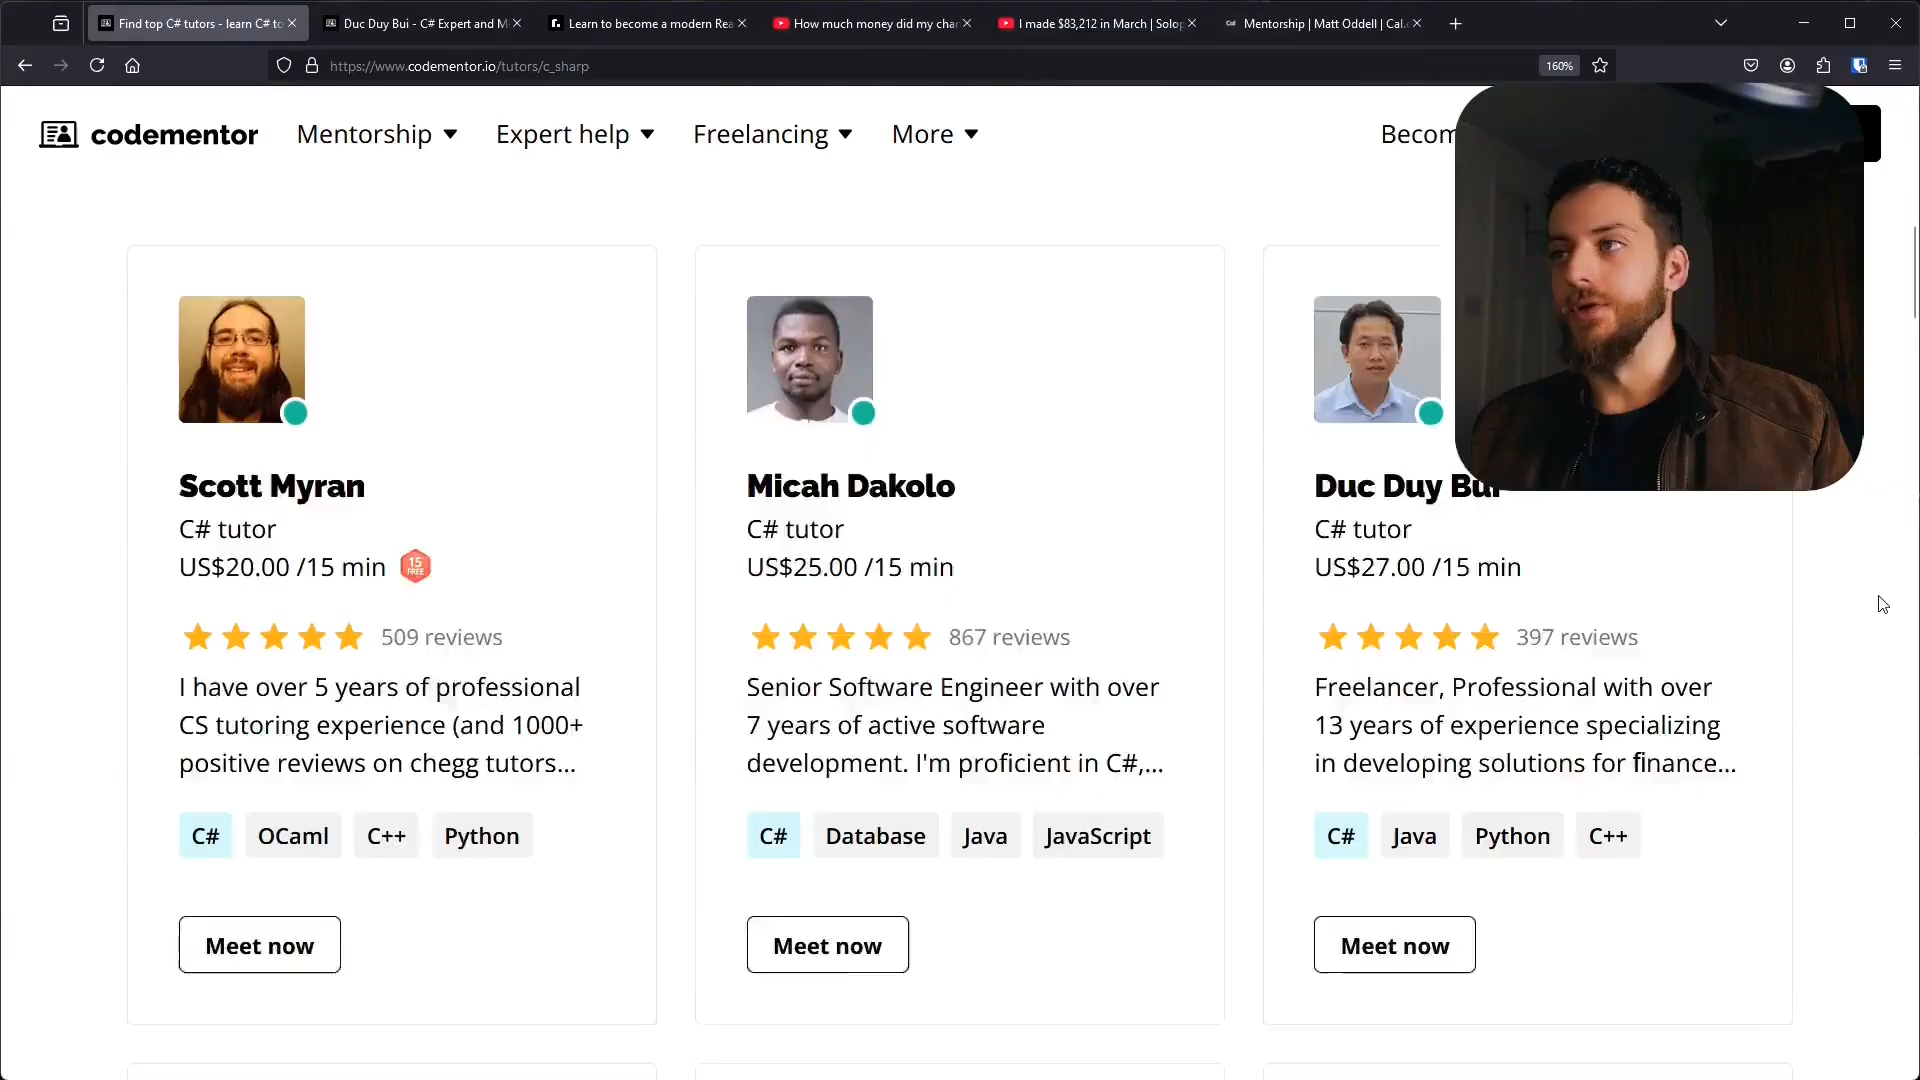 Find top C# tutors - learn C# to
Duc Duy Bui - C# Expert and M
Learn to become a modern Rea
How much money did my char
I made $83,212 in March | Solop
Mentorship | Matt Oddell | Cal.c
https://www.codementor.io/tutors/c_sharp
160%
codementor
Mentorship
Expert help
Freelancing
More
Becom
Scott Myran
C# tutor
US$20.00 /15 min
15
FREE
509 reviews
I have over 5 years of professional
CS tutoring experience (and 1000+
positive reviews on chegg tutors...
C# OCaml C++ Python
Meet now
Micah Dakolo
C# tutor
US$25.00 /15 min
867 reviews
Senior Software Engineer with over
7 years of active software
development. I'm proficient in C#,...
C# Database Java JavaScript
Meet now
Duc Duy Bui
C# tutor
US$27.00 /15 min
397 reviews
Freelancer, Professional with over
13 years of experience specializing
in developing solutions for finance...
C# Java Python C++
Meet now